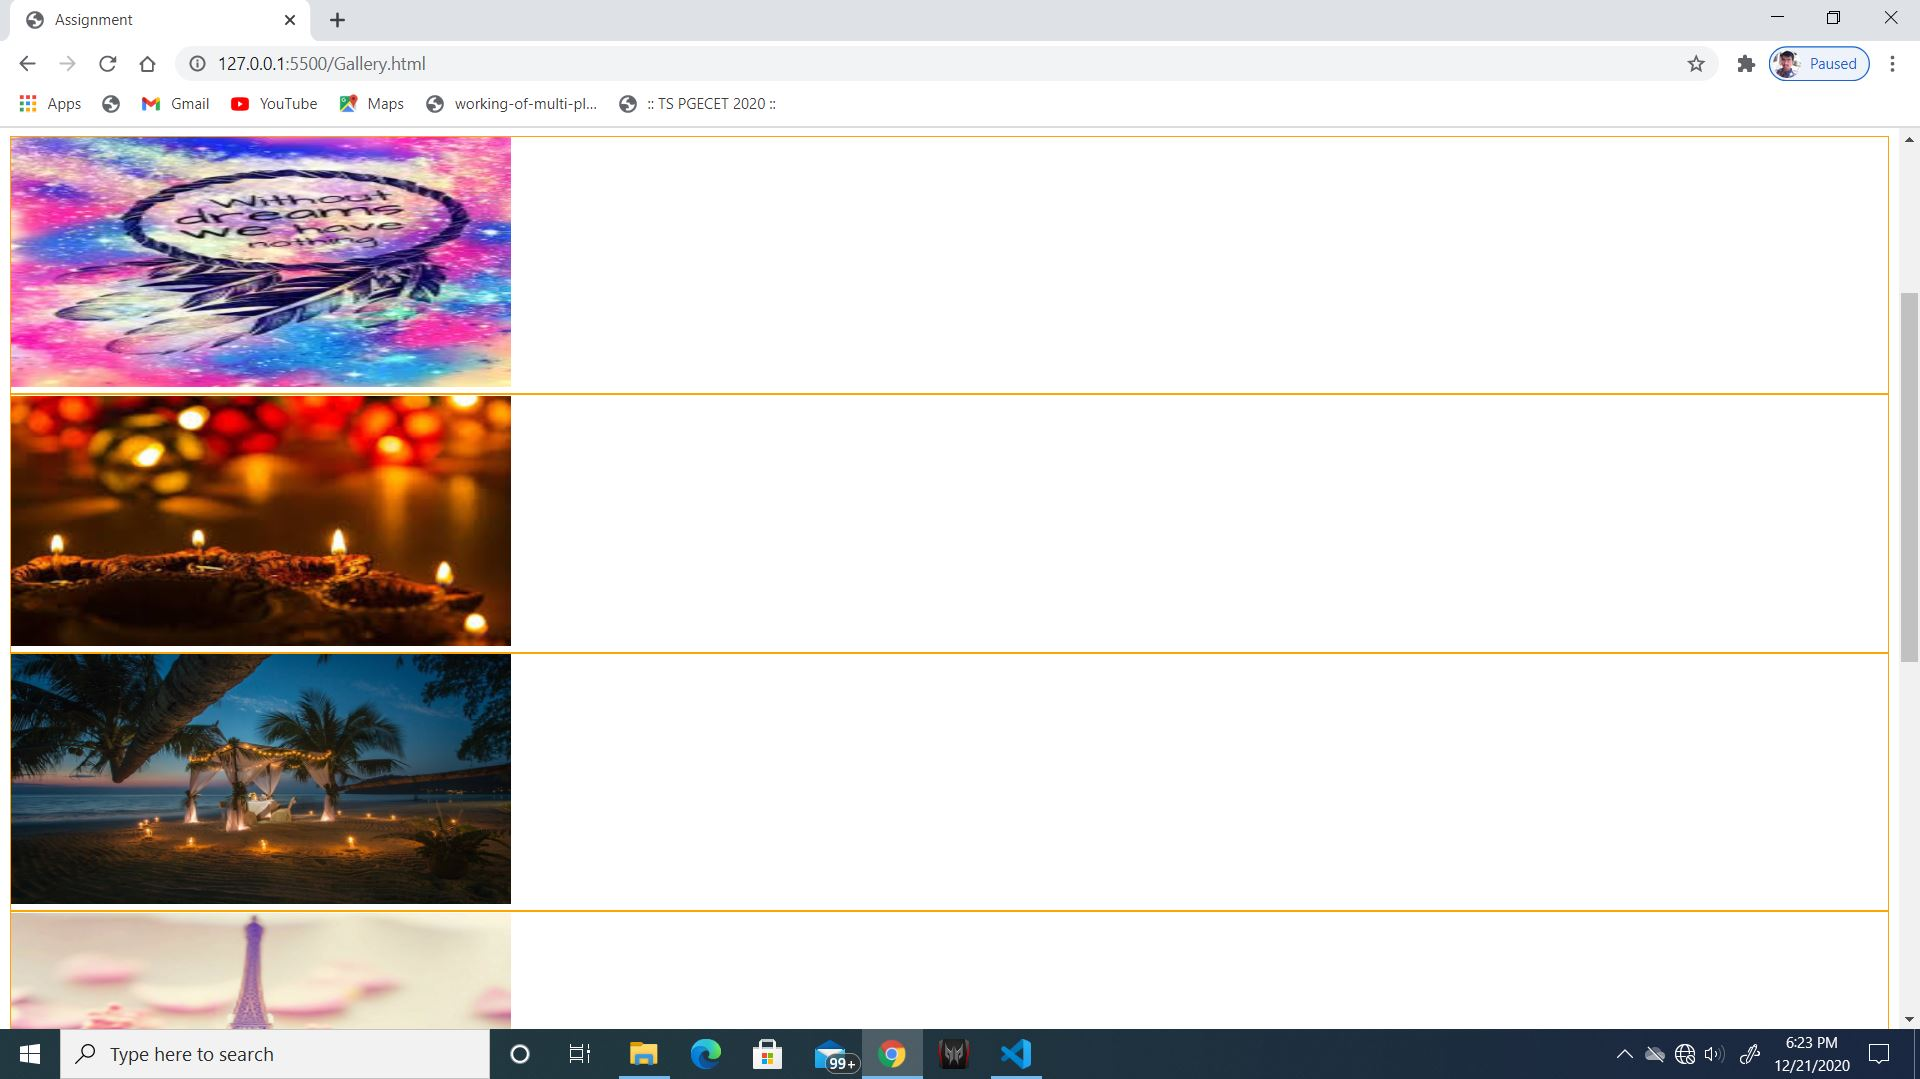 Assignment
127.0.0.1:5500/Gallery.html
Paused
Apps
Gmail
YouTube
Maps
working-of-multi-pl...
:: TS PGECET 2020 ::
Without
dreams
we have
nothing
Type here to search
99+
6:23 PM
12/21/2020